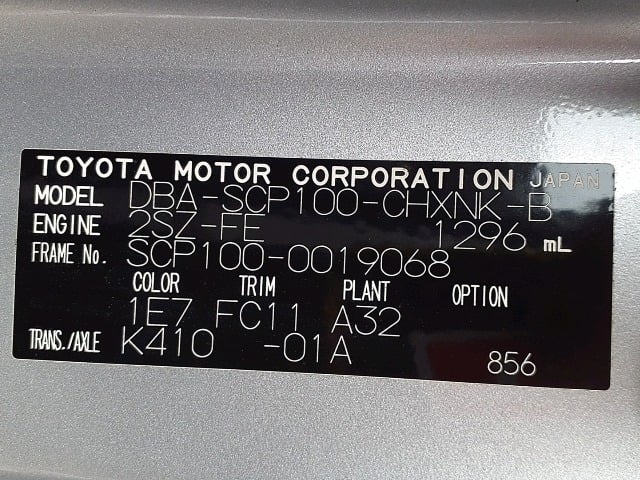 TOYOTA MOTOR CORPORATION JAPAN
MODEL DBA-SCP100-CHXNK-B
ENGINE 2SZ-FE 1296 mL
FRAME No. SCP100-0019068
COLOR TRIM PLANT OPTION
1E7 FC11 A32
TRANS./AXLE K410 -01A 856